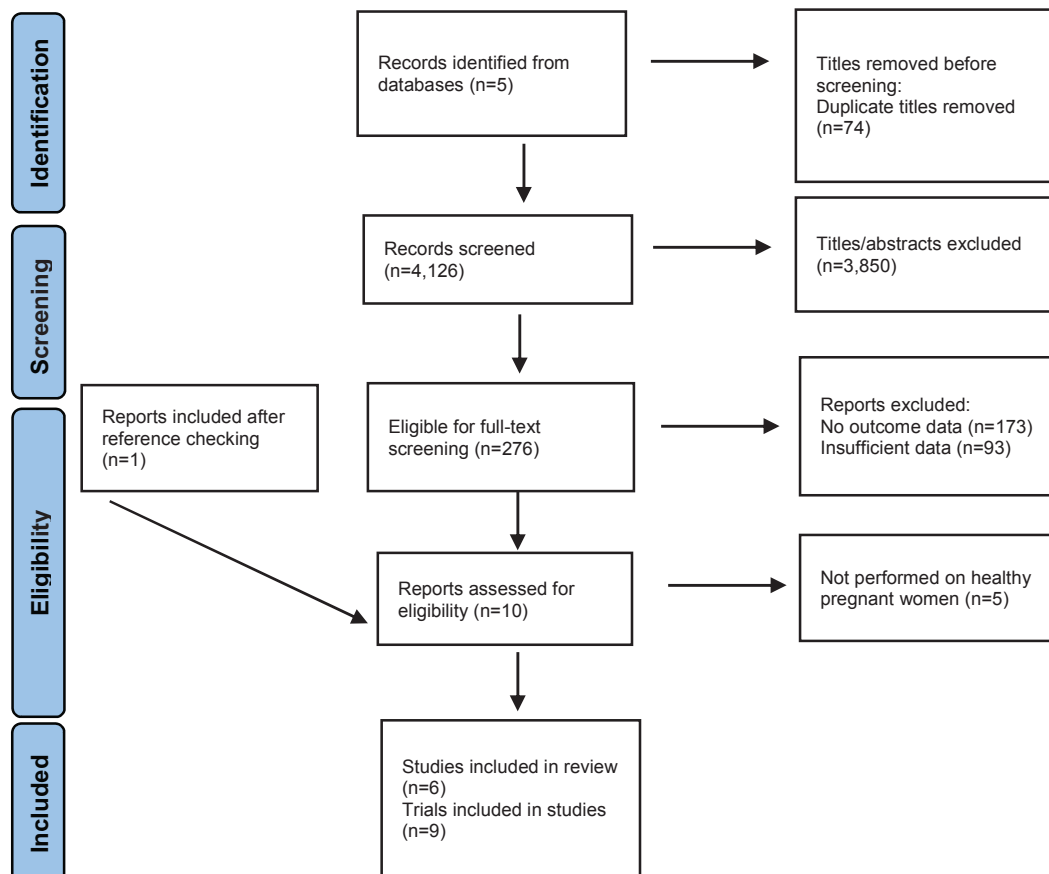 Identification
Records identified from
databases (n=5)
Titles removed before
screening:
Duplicate titles removed
(n=74)
Screening
Records screened
(n=4,126)
Titles/abstracts excluded
(n=3,850)
Eligibility
Reports included after
reference checking
(n=1)
Eligible for full-text
screening (n=276)
Reports excluded:
No outcome data (n=173)
Insufficient data (n=93)
Reports assessed for
eligibility (n=10)
Not performed on healthy
pregnant women (n=5)
Included
Studies included in review
(n=6)
Trials included in studies
(n=9)